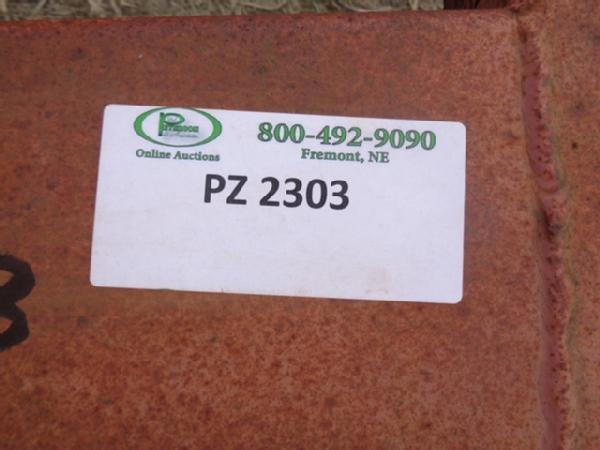 800-492-9090
Online Auctions
Fremont, NE
PZ 2303